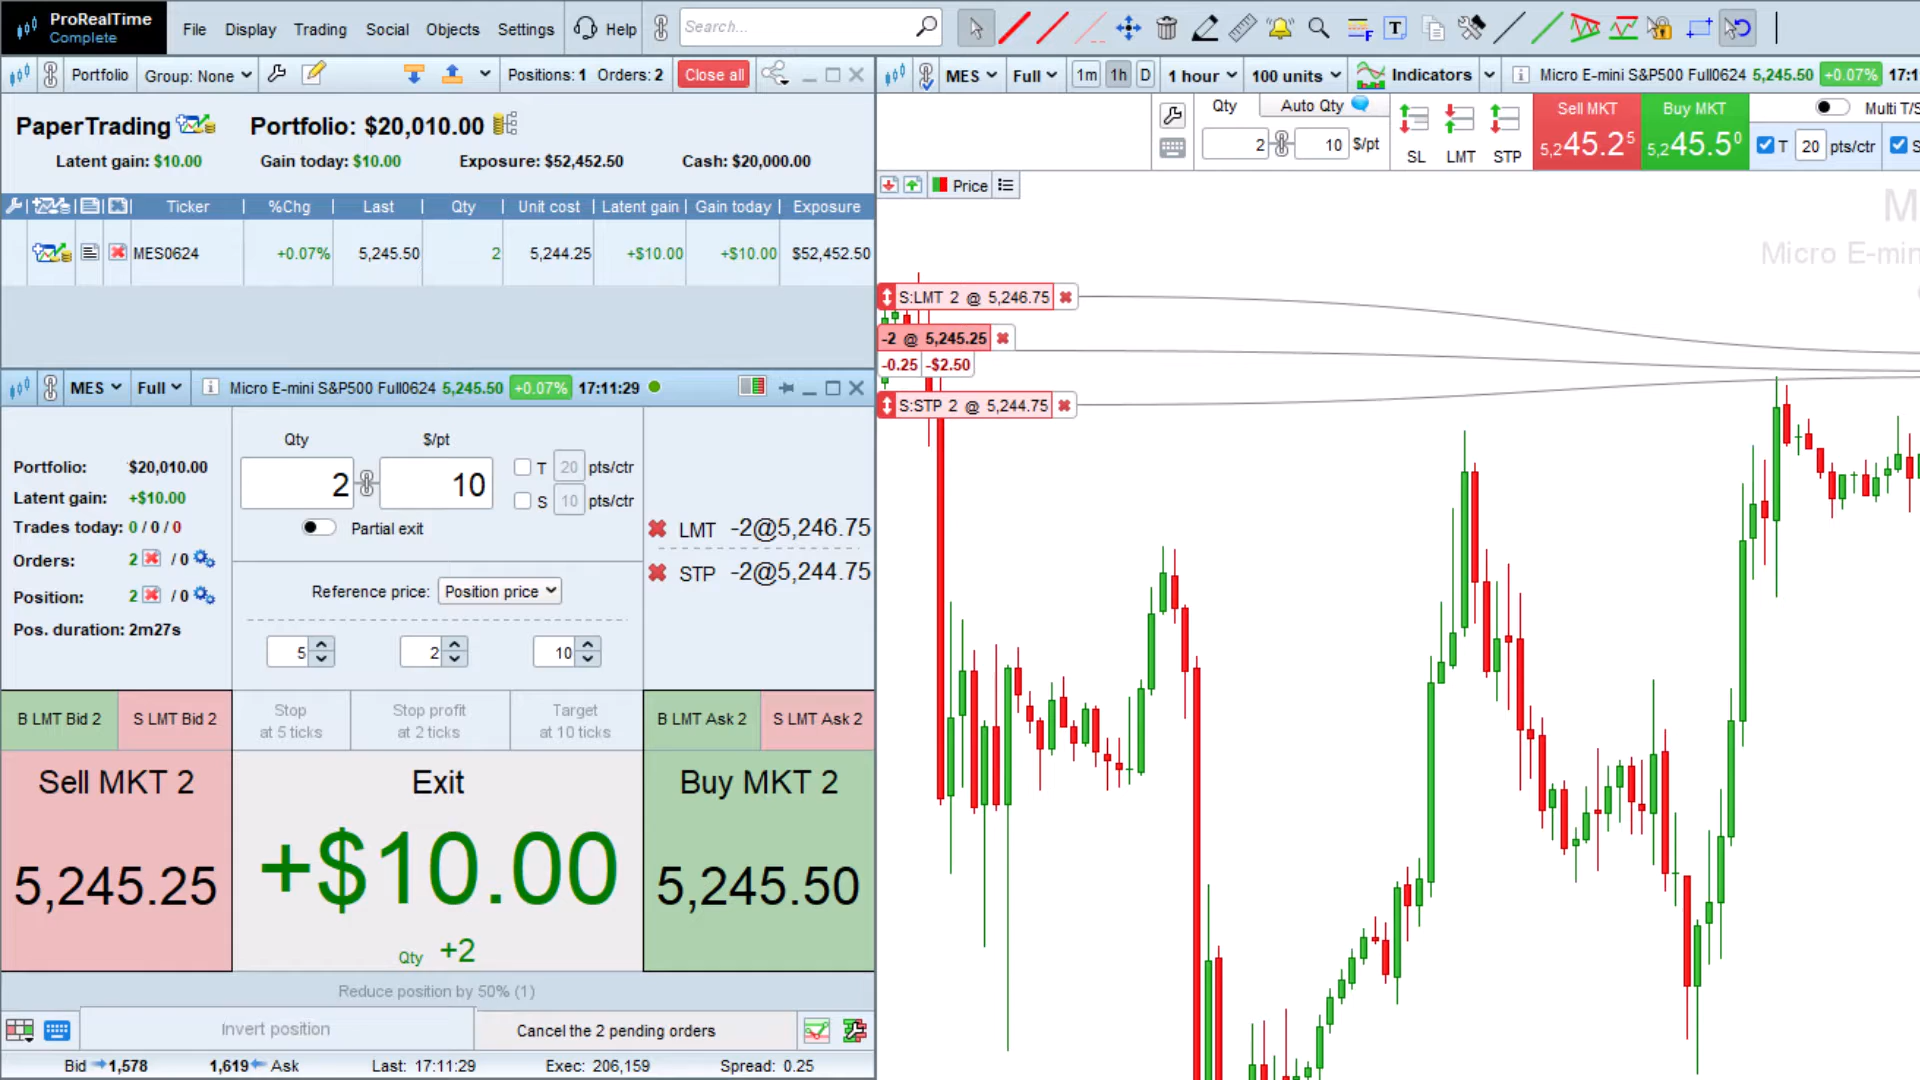 ProRealTime
Complete
File Display Trading Social Objects Settings Help Search...
Portfolio Group: None Positions: 1 Orders: 2 Close all
PaperTrading Portfolio: $20,010.00
Latent gain: $10.00 Gain today: $10.00 Exposure: $52,452.50 Cash: $20,000.00
Ticker %Chg Last Qty Unit cost Latent gain Gain today Exposure
MES0624 +0.07% 5,245.50 2 5,244.25 +$10.00 +$10.00 $52,452.50
MES Full Micro E-mini S&P500 Full0624 5,245.50 +0.07% 17:11:29
Qty $/pt
Portfolio: $20,010.00 2 10 T 20 pts/ctr
Latent gain: +$10.00 S 10 pts/ctr
Trades today: 0 / 0 / 0 Partial exit LMT -2@5,246.75
Orders: 2 / 0 STP -2@5,244.75
Position: 2 / 0 Reference price: Position price
Pos. duration: 2m27s
5 2 10
B LMT Bid 2 S LMT Bid 2 Stop at 5 ticks Stop profit at 2 ticks Target at 10 ticks B LMT Ask 2 S LMT Ask 2
Sell MKT 2 Exit Buy MKT 2
5,245.25 +$10.00 5,245.50
Qty +2
Reduce position by 50% (1)
Invert position Cancel the 2 pending orders
Bid 1,578 1,619 Ask Last: 17:11:29 Exec: 206,159 Spread: 0.25
MES Full 1m 1h D 1 hour 100 units Indicators Micro E-mini S&P500 Full0624 5,245.50 +0.07% 17:1
Qty Auto Qty Sell MKT Buy MKT Multi T/S
2 10 $/pt SL LMT STP 5,245.25 5,245.50 T 20 pts/ctr S
Price
M
Micro E-min
S:LMT 2 @ 5,246.75
-2 @ 5,245.25
-0.25 -$2.50
S:STP 2 @ 5,244.75